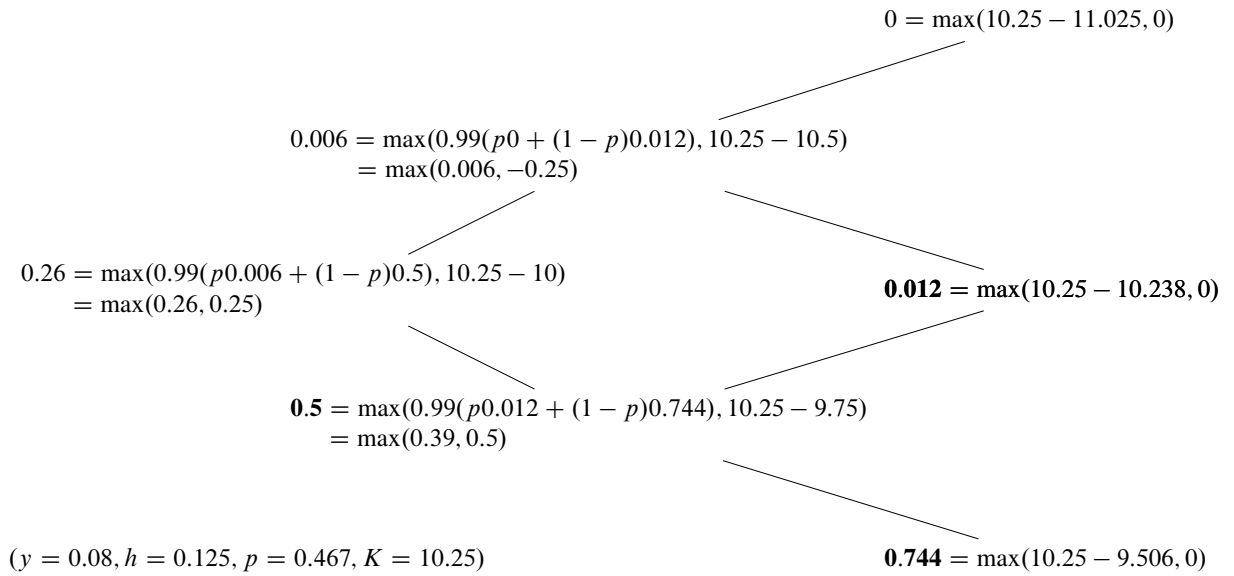 0 = max(10.25 − 11.025, 0)
0.006 = max(0.99(p0 + (1 − p)0.012), 10.25 − 10.5)
= max(0.006, −0.25)
0.26 = max(0.99(p0.006 + (1 − p)0.5), 10.25 − 10)
= max(0.26, 0.25)
0.012 = max(10.25 − 10.238, 0)
0.5 = max(0.99(p0.012 + (1 − p)0.744), 10.25 − 9.75)
= max(0.39, 0.5)
(y = 0.08, h = 0.125, p = 0.467, K = 10.25)
0.744 = max(10.25 − 9.506, 0)